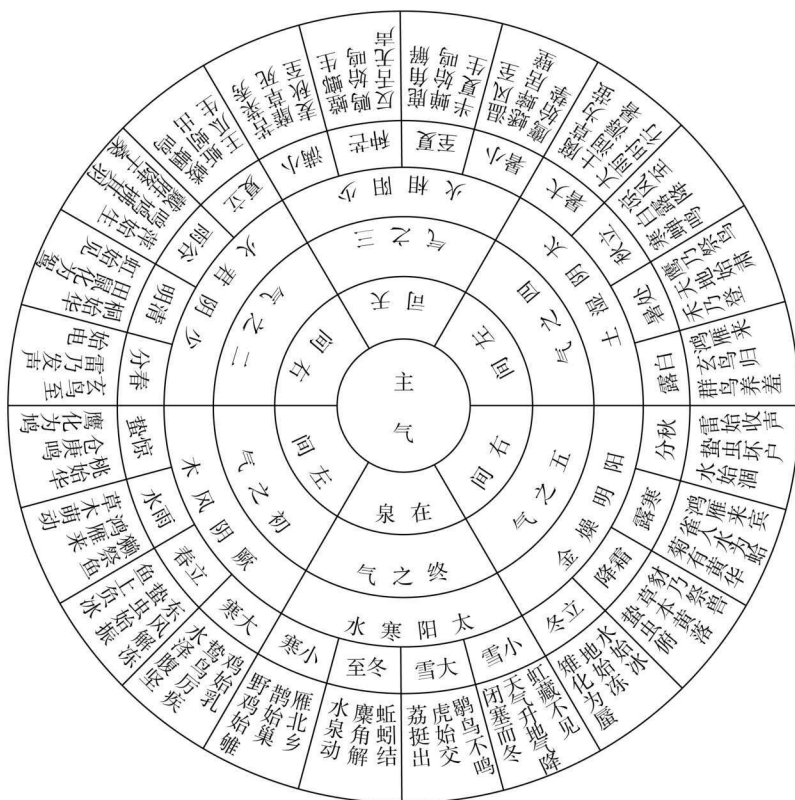 主气
司天
左间
右间
在泉
左间
右间
初之气
二之气
三之气
四之气
五之气
终之气
厥阴风木
少阴君火
少阳相火
太阴湿土
阳明燥金
太阳寒水
大寒
立春
雨水
惊蛰
春分
清明
谷雨
立夏
小满
芒种
夏至
小暑
大暑
立秋
处暑
白露
秋分
寒露
霜降
立冬
小雪
大雪
冬至
小寒
鸡始乳
鸷鸟厉疾
水泽腹坚
东风解冻
蛰虫始振
鱼上负冰
獭祭鱼
鸿雁来
草木萌动
桃始华
仓庚鸣
鹰化为鸠
玄鸟至
雷乃发声
始电
桐始华
田鼠化为鴽
虹始见
萍始生
鸣鸠拂其羽
戴胜降于桑
蝼蝈鸣
蚯蚓出
王瓜生
苦菜秀
靡草死
麦秋至
螳螂生
鵙始鸣
反舌无声
鹿角解
蝉始鸣
半夏生
温风至
蟋蟀居壁
鹰始挚
腐草为萤
土润溽暑
大雨时行
凉风至
白露降
寒蝉鸣
鹰乃祭鸟
天地始肃
禾乃登
鸿雁来
玄鸟归
群鸟养羞
雷始收声
蛰虫坏户
水始涸
鸿雁来宾
雀入水为蛤
菊有黄华
豺乃祭兽
草木黄落
蛰虫俯
水始冰
地始冻
雉化为蜃
虹藏不见
天气升地气降
闭塞而冬
鹖鸟不鸣
虎始交
荔挺出
蚯蚓结
麋角解
水泉动
雁北乡
鹊始巢
野鸡始雊